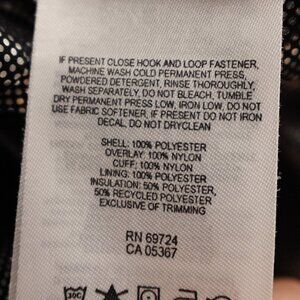 IF PRESENT CLOSE HOOK AND LOOP FASTENER,
MACHINE WASH COLD PERMANENT PRESS,
POWDERED DETERGENT, RINSE THOROUGHLY,
WASH SEPARATELY, DO NOT BLEACH, TUMBLE
DRY PERMANENT PRESS LOW, IRON LOW, DO NOT
USE FABRIC SOFTENER, IF PRESENT DO NOT IRON
DECAL, DO NOT DRYCLEAN
SHELL: 100% POLYESTER
OVERLAY: 100% NYLON
CUFF: 100% NYLON
LINING: 100% POLYESTER
INSULATION: 50% POLYESTER,
50% RECYCLED POLYESTER
EXCLUSIVE OF TRIMMING
RN 69724
CA 05367
30C